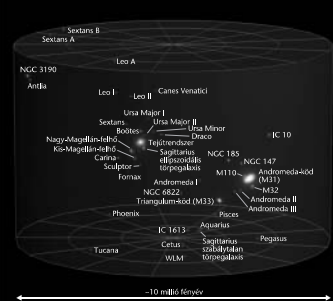 Sextans B
Sextans A
NGC 3190
Antlia
Leo A
Leo I
Leo II
Canes Venatici
Ursa Major I
Sextans
Ursa Major II
Boötes
Ursa Minor
Draco
IC 10
Nagy-Magellán-felhő
Tejútrendszer
Kis-Magellán-felhő
Sagittarius
ellipszoidális
törpegalaxis
Carina
Sculptor
Fornax
NGC 185
NGC 147
M110
Androméda-köd
(M31)
M32
Andromeda I
Andromeda II
Andromeda III
NGC 6822
Triangulum-köd (M33)
Phoenix
Pisces
Aquarius
IC 1613
Sagittarius
szabálytalan
törpegalaxis
Pegasus
Tucana
Cetus
WLM
~10 millió fényév